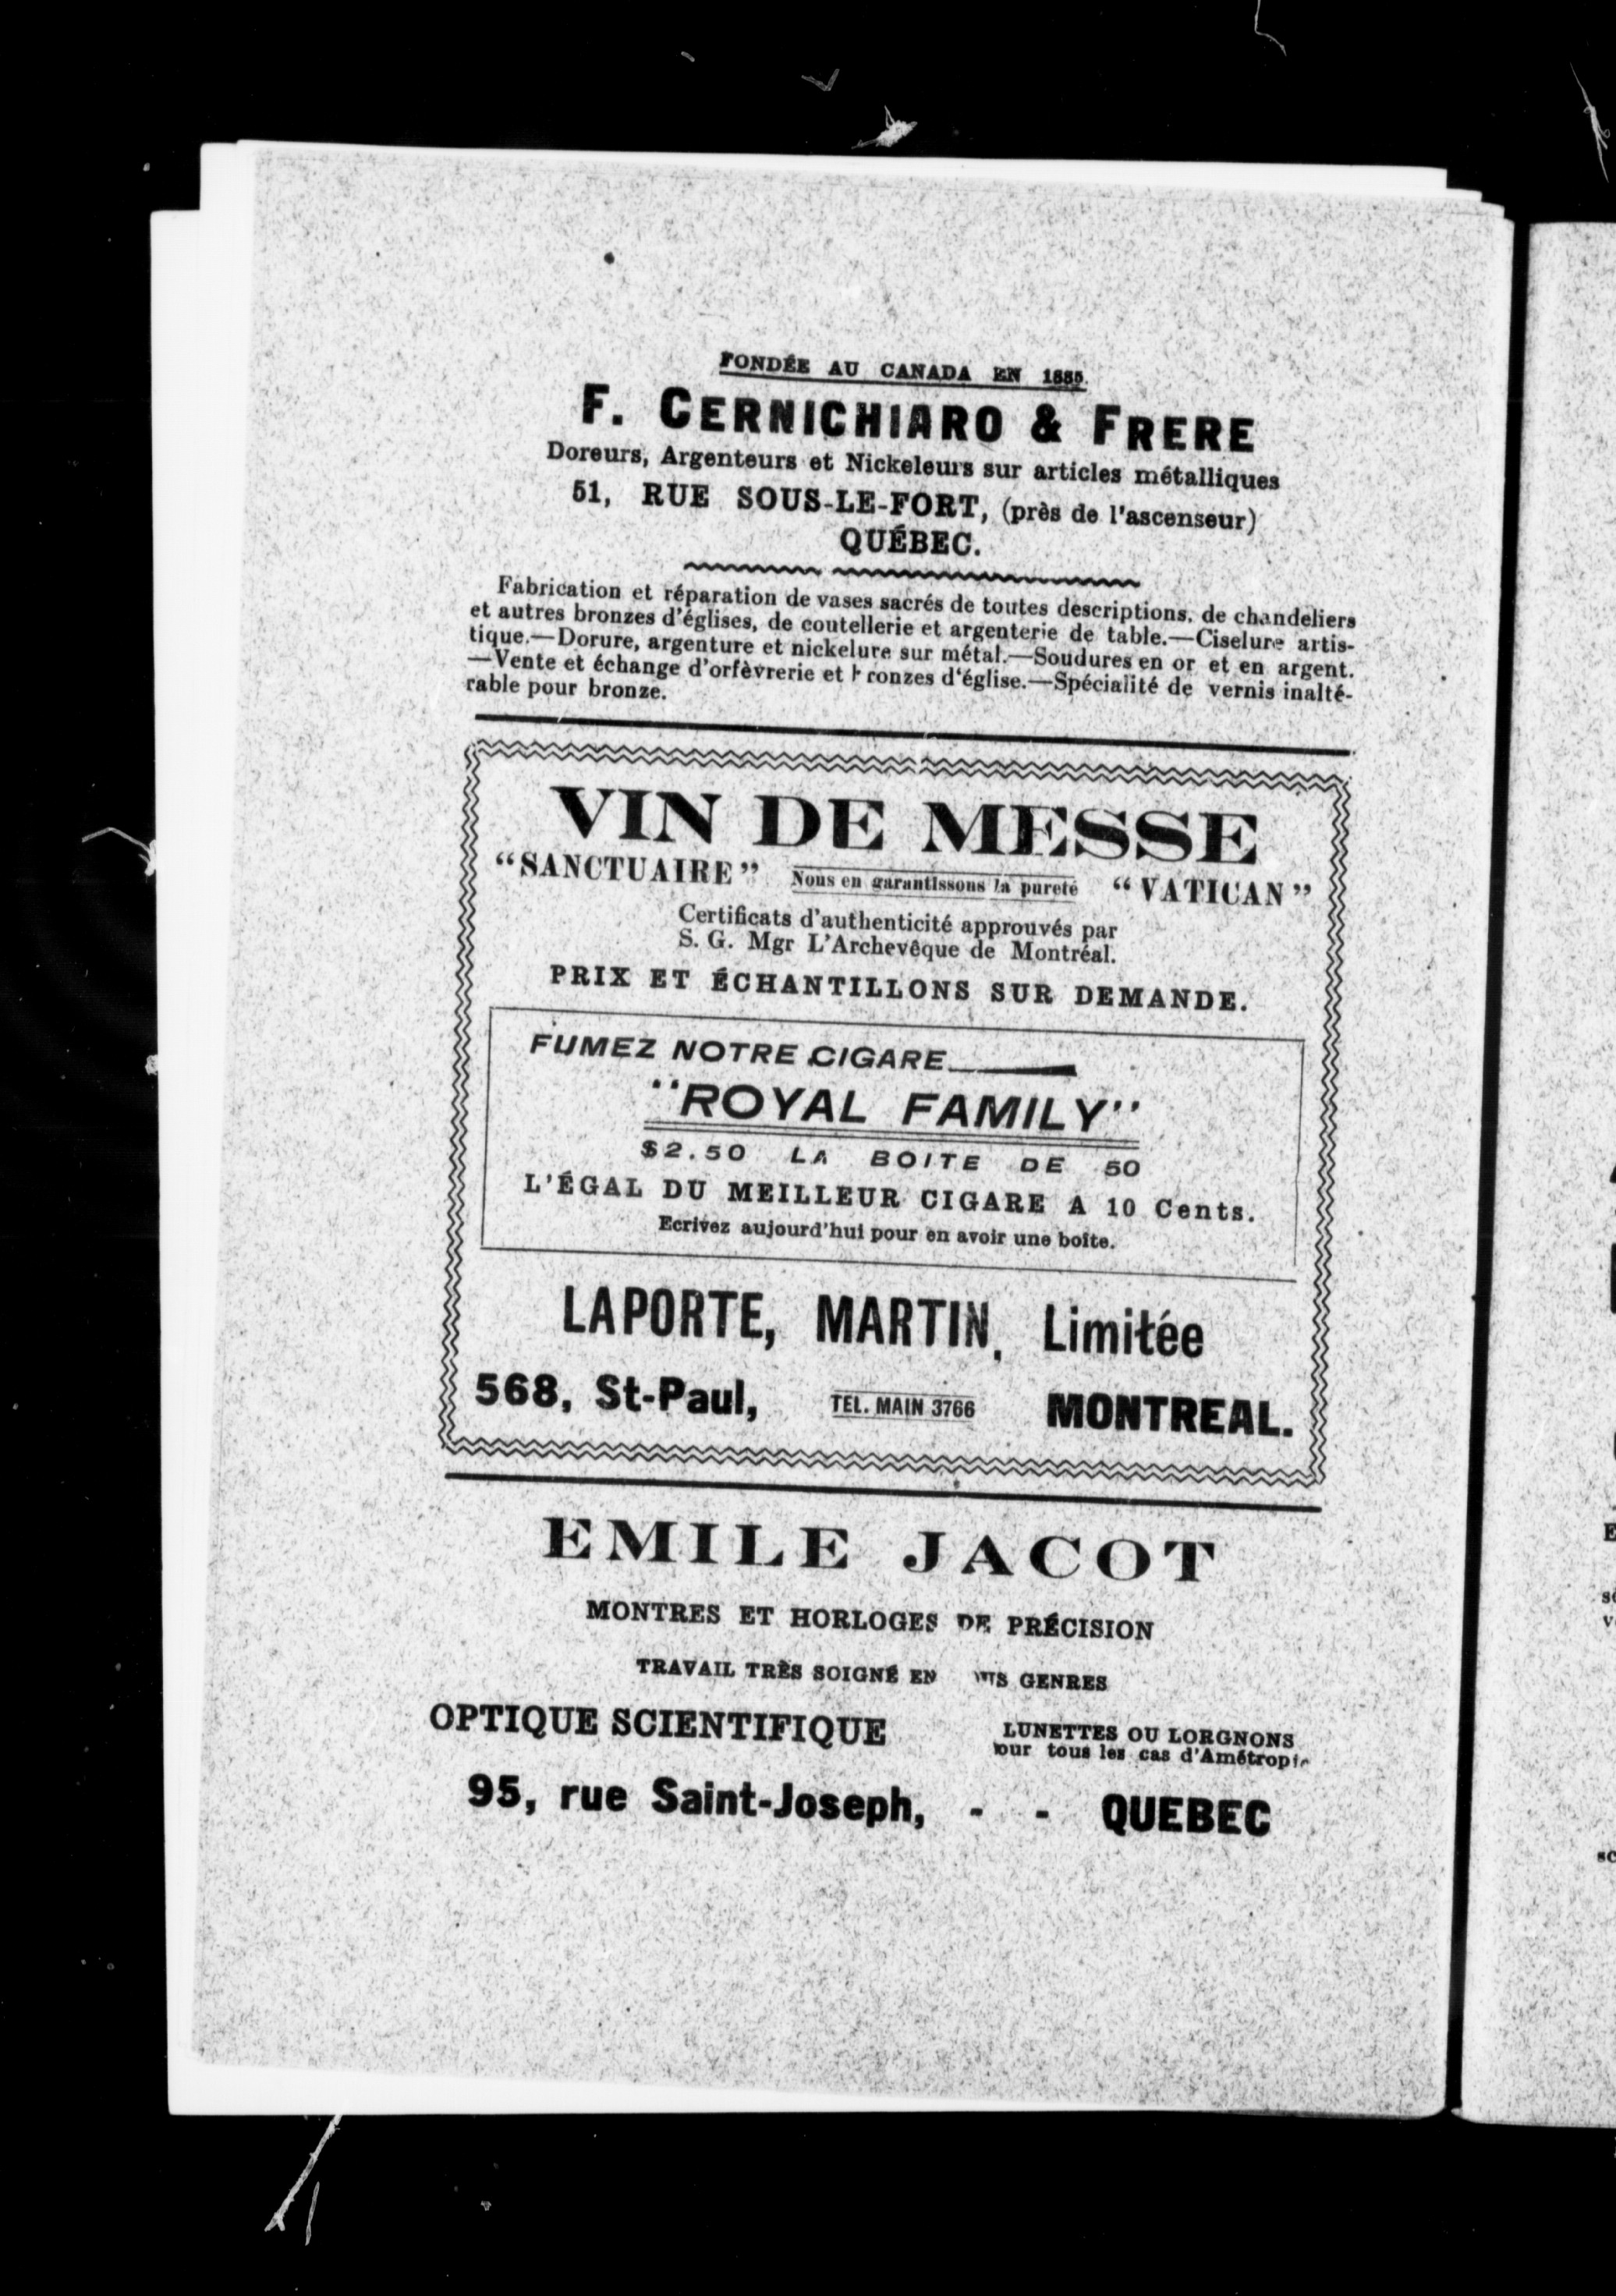 FONDÉE AU CANADA EN 1885.
F. CERNICHIARO & FRERE
Doreurs, Argenteurs et Nickeleurs sur articles métalliques
51, RUE SOUS-LE-FORT, (près de l'ascenseur)
QUÉBEC.
Fabrication et réparation de vases sacrés de toutes descriptions, de chandeliers
et autres bronzes d'églises, de coutellerie et argenterie de table.—Ciselure artis-
tique.—Dorure, argenture et nickelure sur métal.—Soudures en or et en argent.
—Vente et échange d'orfèvrerie et bronzes d'église.—Spécialité de vernis inalté-
rable pour bronze.
VIN DE MESSE
“SANCTUAIRE” Nous en garantissons la pureté “VATICAN”
Certificats d'authenticité approuvés par
S. G. Mgr L'Archevêque de Montréal.
PRIX ET ÉCHANTILLONS SUR DEMANDE.
FUMEZ NOTRE CIGARE
"ROYAL FAMILY"
$2.50 LA BOITE DE 50
L'ÉGAL DU MEILLEUR CIGARE A 10 Cents.
Ecrivez aujourd'hui pour en avoir une boîte.
LAPORTE, MARTIN, Limitée
568, St-Paul, TEL. MAIN 3766 MONTREAL.
EMILE JACOT
MONTRES ET HORLOGES DE PRÉCISION
TRAVAIL TRÈS SOIGNÉ EN GENRES
OPTIQUE SCIENTIFIQUE LUNETTES OU LORGNONS
pour tous les cas d'Amétropie
95, rue Saint-Joseph, - - QUEBEC